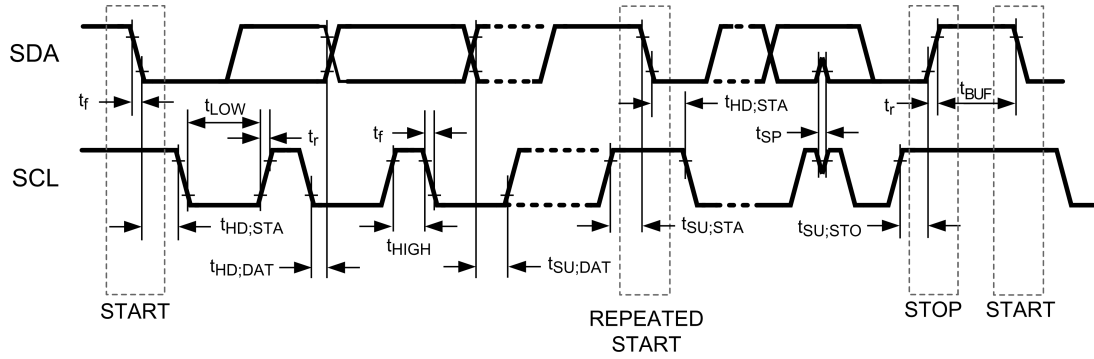 SDA
t_f
t_LOW
t_r
t_f
t_HD;STA
t_SP
t_r
t_BUF
SCL
t_HD;STA
t_HD;DAT
t_HIGH
t_SU;DAT
t_SU;STA
t_SU;STO
START
REPEATED
START
STOP
START